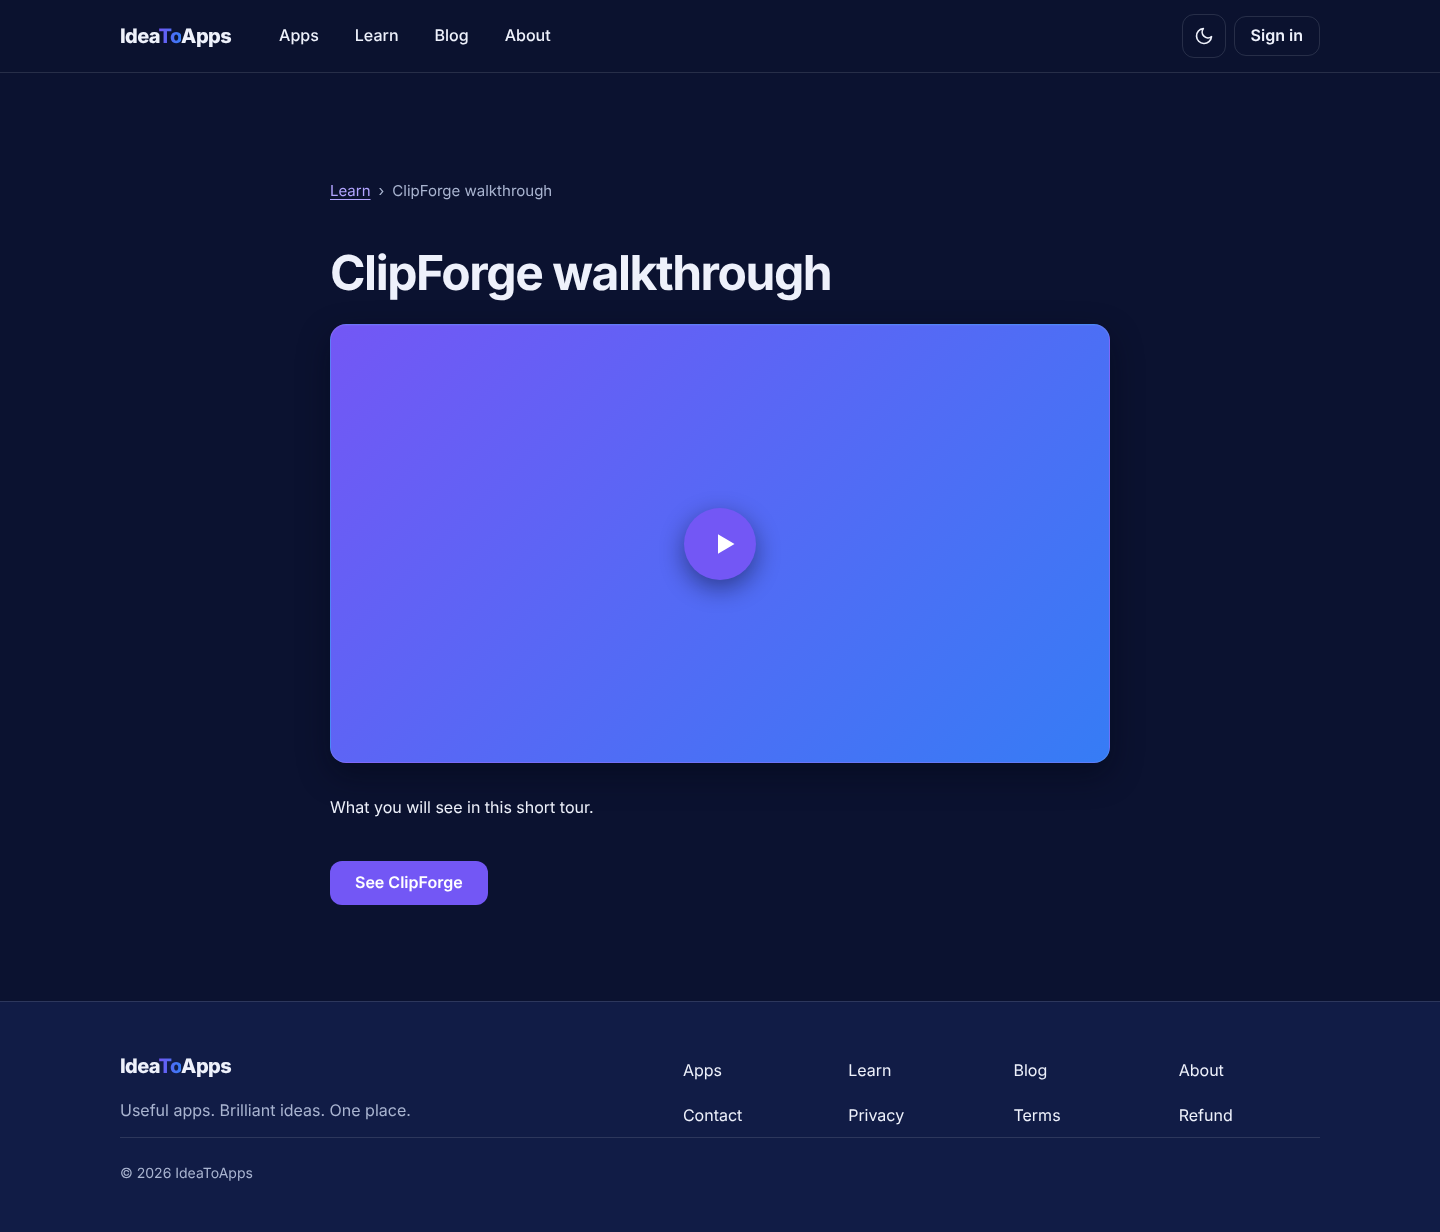 IdeaToApps Apps Learn Blog About Sign in
Learn › ClipForge walkthrough
ClipForge walkthrough
What you will see in this short tour.
See ClipForge
IdeaToApps
Useful apps. Brilliant ideas. One place.
Apps Learn Blog About
Contact Privacy Terms Refund
© 2026 IdeaToApps